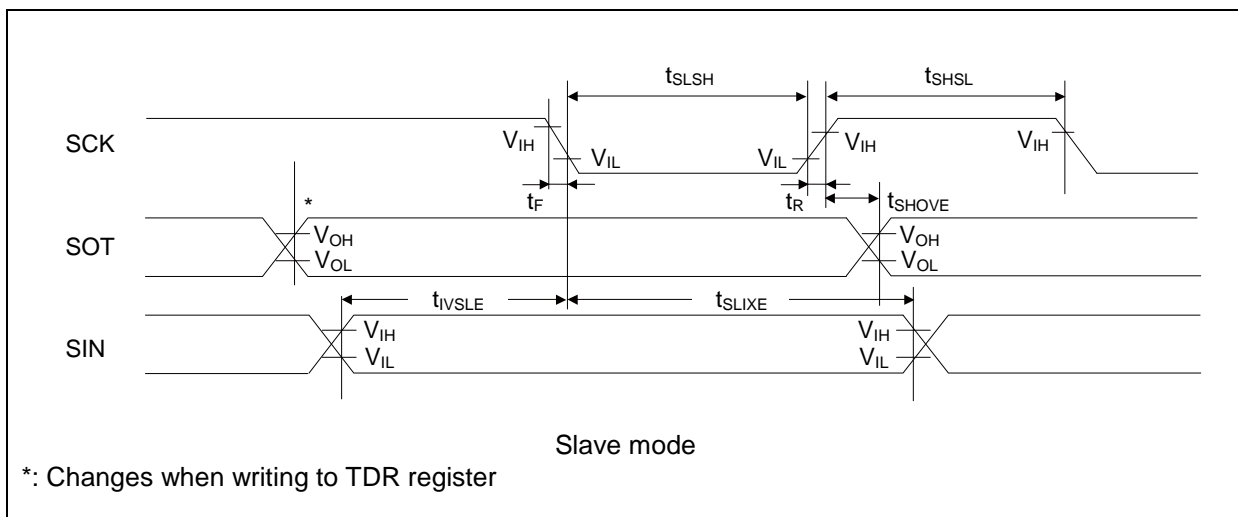 tSLSH
tSHSL
SCK
VIH
VIL
VIL
VIH
VIH
tF
tR
tSHOVE
*
SOT
VOH
VOL
VOH
VOL
tIVSLE
tSLIXE
SIN
VIH
VIL
VIH
VIL
Slave mode
*: Changes when writing to TDR register